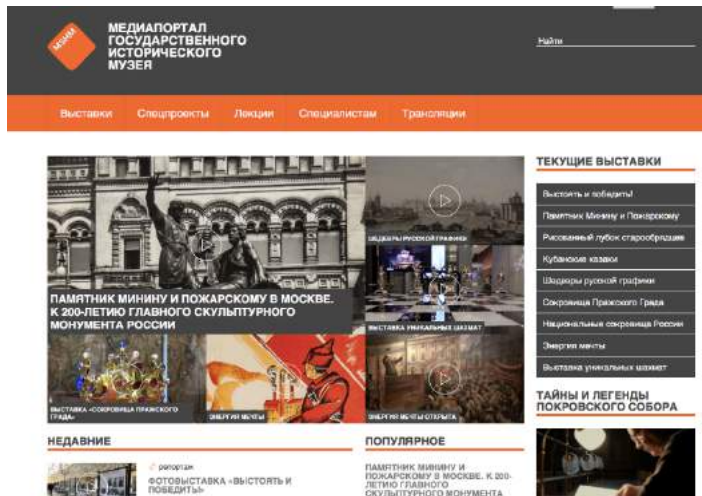 МЕДИАПОРТАЛ
ГОСУДАРСТВЕННОГО
ИСТОРИЧЕСКОГО
МУЗЕЯ
Найти
Выставки Спецпроекты Лекции Специалистам Трансляции
ПАМЯТНИК МИНИНУ И ПОЖАРСКОМУ В МОСКВЕ.
К 200-ЛЕТИЮ ГЛАВНОГО СКУЛЬПТУРНОГО
МОНУМЕНТА РОССИИ
ШЕДЕВРЫ РУССКОЙ ГРАФИКИ
ВЫСТАВКА УНИКАЛЬНЫХ ШАХМАТ
ВЫСТАВКА «СОКРОВИЩА ПРАЖСКОГО
ГРАДА»
ЭНЕРГИЯ МЕЧТЫ
ЭНЕРГИЯ МЕЧТЫ ОТКРЫТА
ТЕКУЩИЕ ВЫСТАВКИ
Выстоять и победить!
Памятник Минину и Пожарскому
Рисованный лубок старообрядцев
Кубанские казаки
Шедевры русской графики
Сокровища Пражского Града
Национальные сокровища России
Энергия мечты
Выставка уникальных шахмат
ТАЙНЫ И ЛЕГЕНДЫ
ПОКРОВСКОГО СОБОРА
НЕДАВНИЕ
репортаж
ФОТОВЫСТАВКА «ВЫСТОЯТЬ И
ПОБЕДИТЬ!»
ПОПУЛЯРНОЕ
ПАМЯТНИК МИНИНУ И
ПОЖАРСКОМУ В МОСКВЕ. К 200-
ЛЕТИЮ ГЛАВНОГО
СКУЛЬПТУРНОГО МОНУМЕНТА